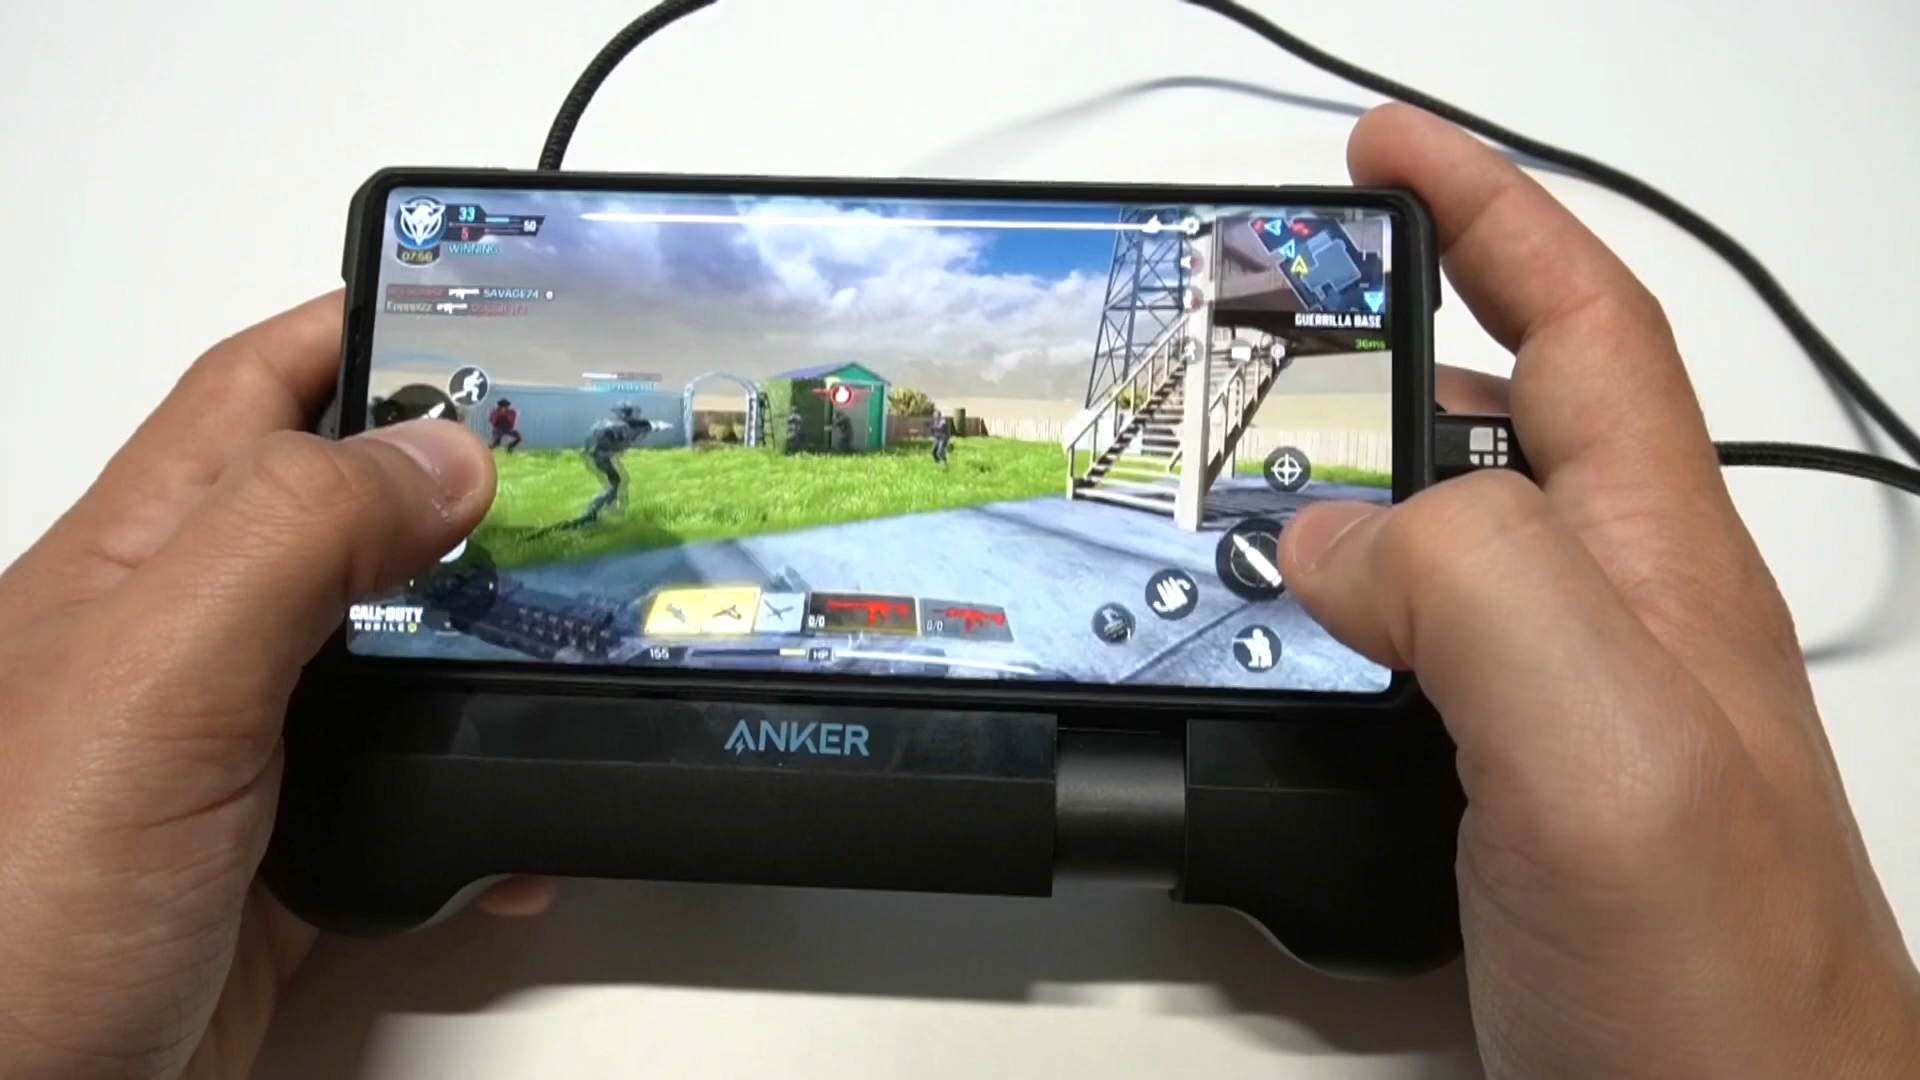 33
5
50
WINNING
07:56
SAVAGE74
GUERRILLA BASE
36ms
CALL OF DUTY
MOBILE
0/0
0/0
155
HP
ANKER